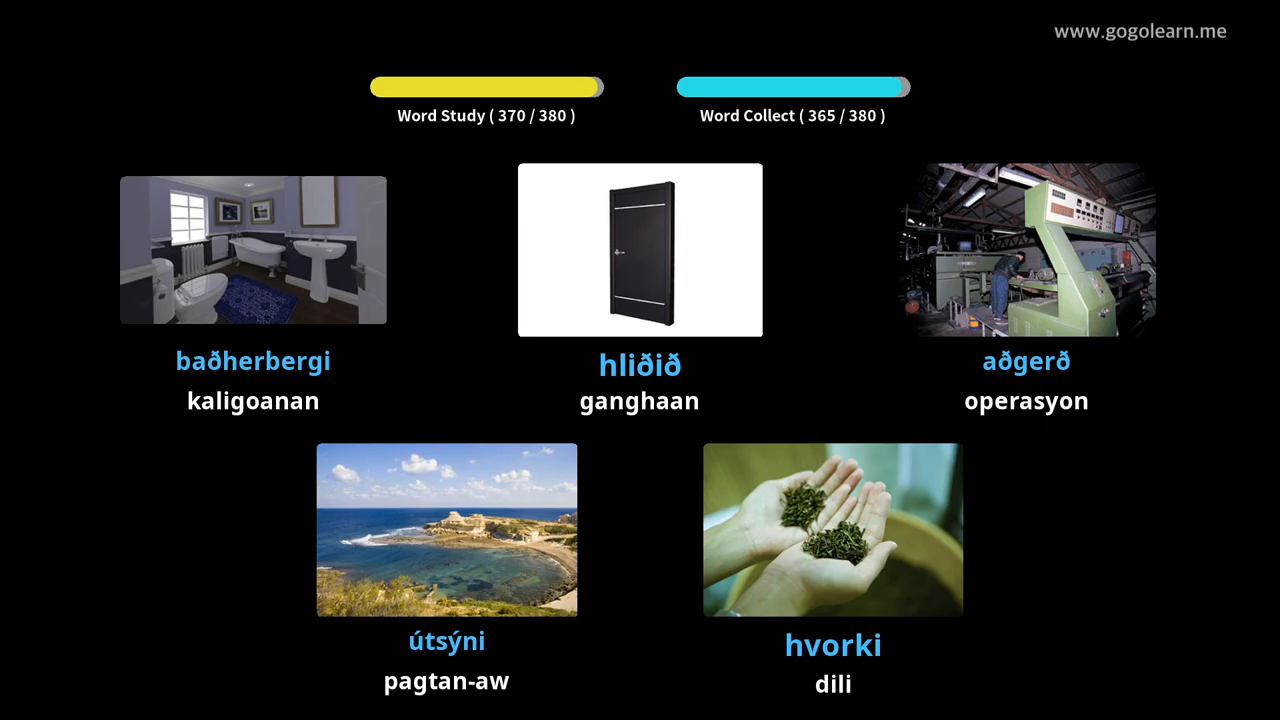 www.gogolearn.me
Word Study ( 370 / 380 )
Word Collect ( 365 / 380 )
baðherbergi
kaligoanan
hliðið
ganghaan
aðgerð
operasyon
útsýni
pagtan-aw
hvorki
dili